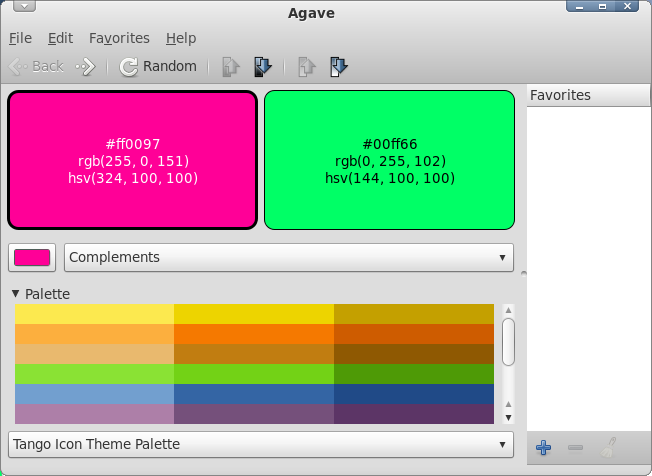 Agave
File Edit Favorites Help
Back Random
Favorites
#ff0097
rgb(255, 0, 151)
hsv(324, 100, 100)
#00ff66
rgb(0, 255, 102)
hsv(144, 100, 100)
Complements
Palette
Tango Icon Theme Palette